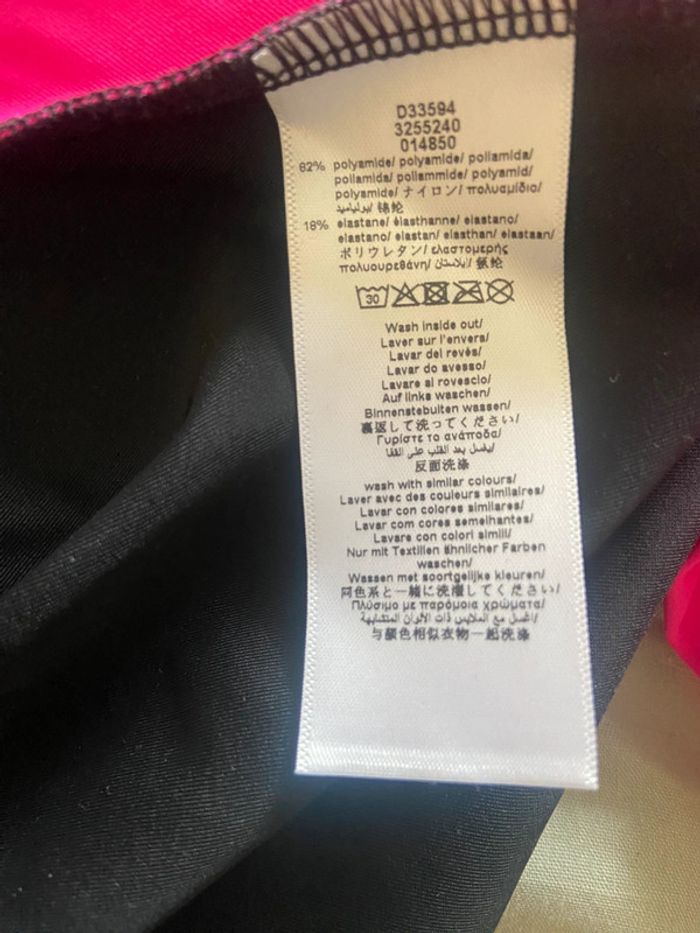 D33594
3255240
014850
82% polyamide/ polyamide/ poliamida/
poliamida/ poliammide/ polyamid/
polyamide/ ナイロン/ πολυαμίδιο/
بولياميد/ 锦纶
18% elastane/ élasthanne/ elastano/
elastano/ elastan/ elasthan/ elastaan/
ポリウレタン/ ελαστομερής
πολυουρεθάνη/ إيلاستان/ 氨纶
30
Wash inside out/
Laver sur l'envers/
Lavar del revés/
Lavar do avesso/
Lavare al rovescio/
Auf links waschen/
Binnenstebuiten wassen/
裏返して洗ってください/
Γυρίστε το ανάποδα/
يغسل بعد القلب على القفا/
反面洗涤
wash with similar colours/
Laver avec des couleurs similaires/
Lavar con colores similares/
Lavar com cores semelhantes/
Lavare con colori simili/
Nur mit Textilien ähnlicher Farben
waschen/
Wassen met soortgelijke kleuren/
同色系と一緒に洗濯してください/
Πλύσιμο με παρόμοια χρώματα/
اغسل مع الملابس ذات الألوان المتشابهة/
与颜色相似衣物一起洗涤